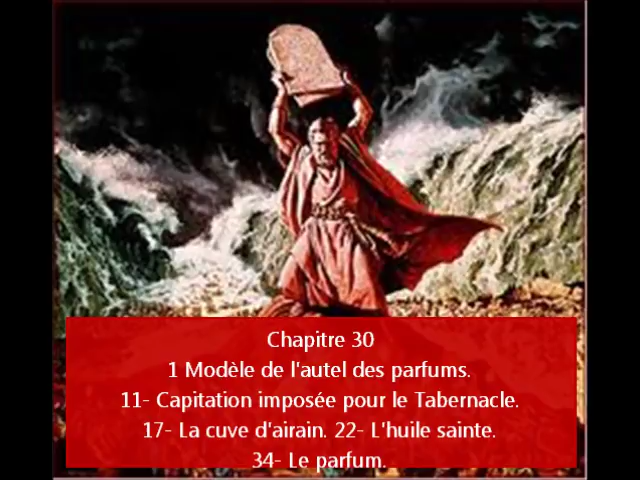 Chapitre 30
1 Modèle de l'autel des parfums.
11- Capitation imposée pour le Tabernacle.
17- La cuve d'airain. 22- L'huile sainte.
34- Le parfum.